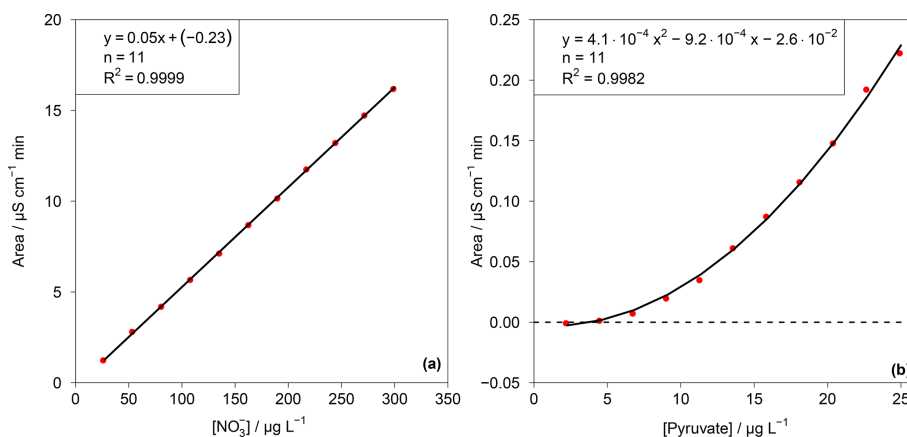 y = 0.05x + (−0.23)
n = 11
R² = 0.9999
20
15
10
5
0
Area / µS cm⁻¹ min
0 50 100 150 200 250 300 350
[NO₃⁻] / µg L⁻¹
(a)
y = 4.1 · 10⁻⁴ x² − 9.2 · 10⁻⁴ x − 2.6 · 10⁻²
n = 11
R² = 0.9982
0.25
0.20
0.15
0.10
0.05
0.00
−0.05
Area / µS cm⁻¹ min
0 5 10 15 20 25
[Pyruvate] / µg L⁻¹
(b)